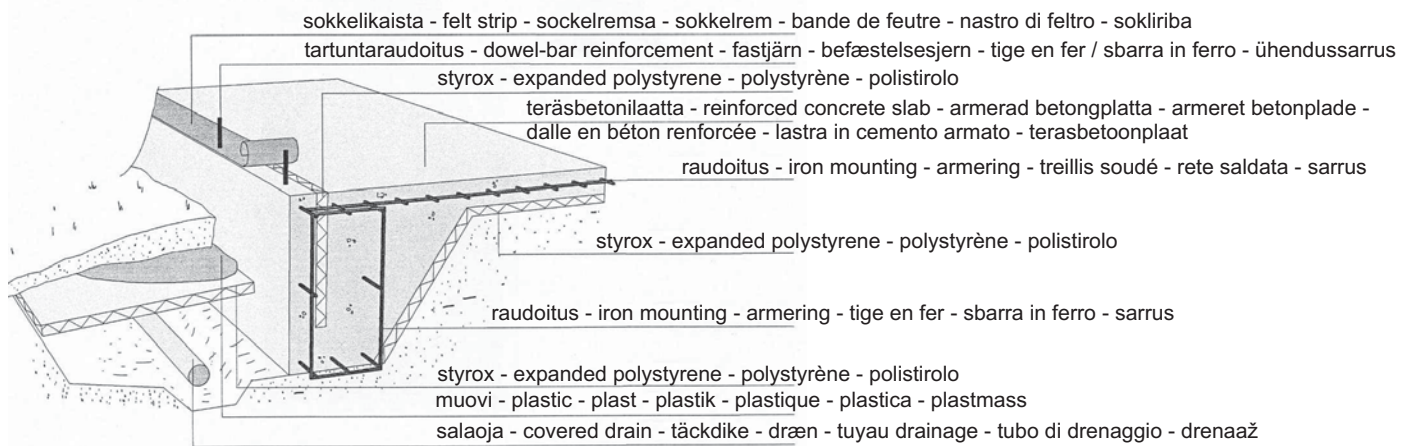 sokkelikaista - felt strip - sockelremsa - sokkelrem - bande de feutre - nastro di feltro - sokliriba
tartuntaraudoitus - dowel-bar reinforcement - fastjärn - befæstelsesjern - tige en fer / sbarra in ferro - ühendussarrus
styrox - expanded polystyrene - polystyrène - polistirolo
teräsbetonilaatta - reinforced concrete slab - armerad betongplatta - armeret betonplade -
dalle en béton renforcée - lastra in cemento armato - terasbetoonplaat
raudoitus - iron mounting - armering - treillis soudé - rete saldata - sarrus
styrox - expanded polystyrene - polystyrène - polistirolo
raudoitus - iron mounting - armering - tige en fer - sbarra in ferro - sarrus
styrox - expanded polystyrene - polystyrène - polistirolo
muovi - plastic - plast - plastik - plastique - plastica - plastmass
salaoja - covered drain - täckdike - dræn - tuyau drainage - tubo di drenaggio - drenaaž